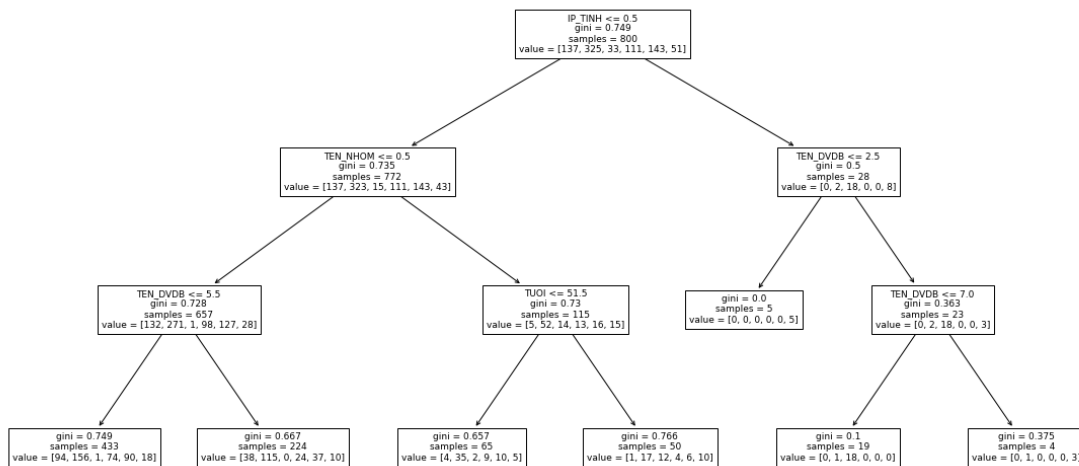 IP_TINH <= 0.5
gini = 0.749
samples = 800
value = [137, 325, 33, 111, 143, 51]
TEN_NHOM <= 0.5
gini = 0.735
samples = 772
value = [137, 323, 15, 111, 143, 43]
TEN_DVDB <= 2.5
gini = 0.5
samples = 28
value = [0, 2, 18, 0, 0, 8]
TEN_DVDB <= 5.5
gini = 0.728
samples = 657
value = [132, 271, 1, 98, 127, 28]
TUOI <= 51.5
gini = 0.73
samples = 115
value = [5, 52, 14, 13, 16, 15]
gini = 0.0
samples = 5
value = [0, 0, 0, 0, 0, 5]
TEN_DVDB <= 7.0
gini = 0.363
samples = 23
value = [0, 2, 18, 0, 0, 3]
gini = 0.749
samples = 433
value = [94, 156, 1, 74, 90, 18]
gini = 0.667
samples = 224
value = [38, 115, 0, 24, 37, 10]
gini = 0.657
samples = 65
value = [4, 35, 2, 9, 10, 5]
gini = 0.766
samples = 50
value = [1, 17, 12, 4, 6, 10]
gini = 0.1
samples = 19
value = [0, 1, 18, 0, 0, 0]
gini = 0.375
samples = 4
value = [0, 1, 0, 0, 0, 3]